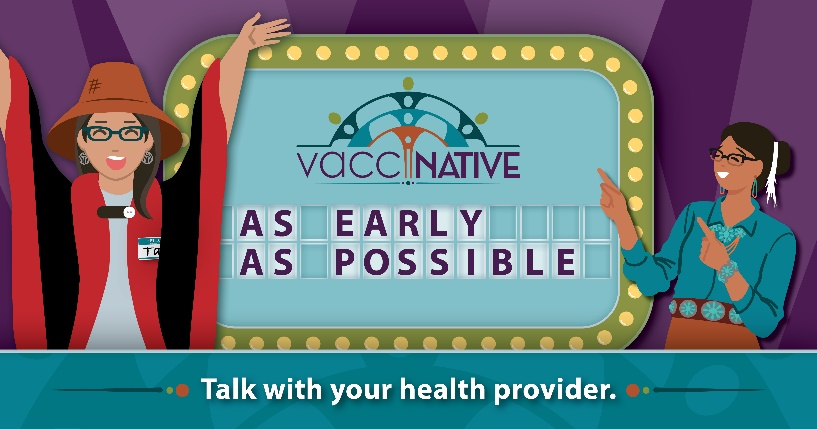 vacciNATIVE
AS EARLY
AS POSSIBLE
Talk with your health provider.